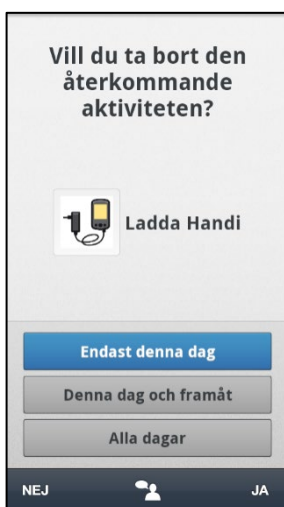 Vill du ta bort den
återkommande
aktiviteten?
Ladda Handi
Endast denna dag
Denna dag och framåt
Alla dagar
NEJ
JA